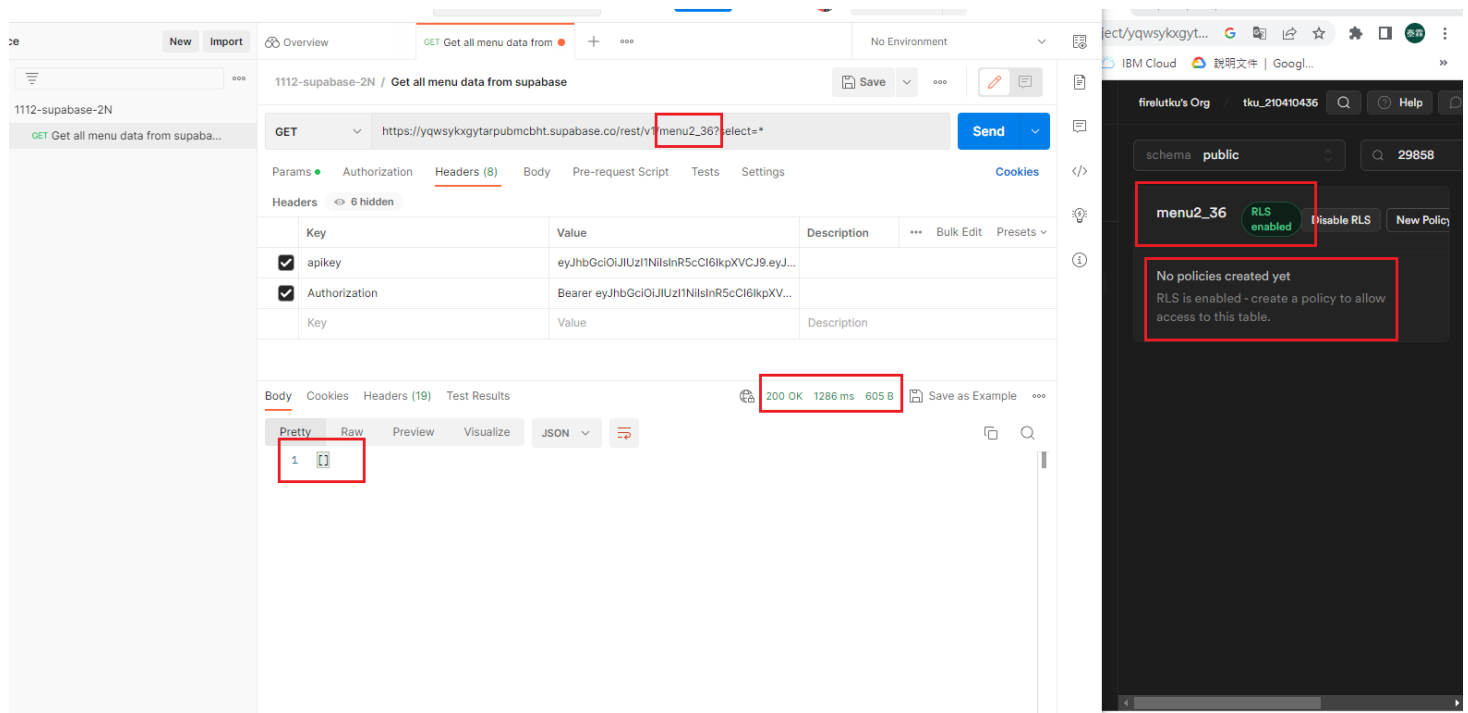 ce New Import Overview GET Get all menu data from No Environment
1112-supabase-2N / Get all menu data from supabase Save
1112-supabase-2N
GET Get all menu data from supaba...
GET https://yqwsykxgytarpubmcbht.supabase.co/rest/v1/menu2_36?select=* Send
Params Authorization Headers (8) Body Pre-request Script Tests Settings Cookies
Headers 6 hidden
Key Value Description Bulk Edit Presets
apikey eyJhbGciOiJIUzI1NiIsInR5cCI6IkpXVCJ9.eyJ...
Authorization Bearer eyJhbGciOiJIUzI1NiIsInR5cCI6IkpXV...
Key Value Description
Body Cookies Headers (19) Test Results 200 OK 1286 ms 605 B Save as Example
Pretty Raw Preview Visualize JSON
1 []
ject/yqwsykxgyt...
IBM Cloud 說明文件 | Googl... »
firelutku's Org / tku_210410436 Help
schema public 29858
menu2_36 RLS enabled Disable RLS New Policy
No policies created yet
RLS is enabled - create a policy to allow
access to this table.